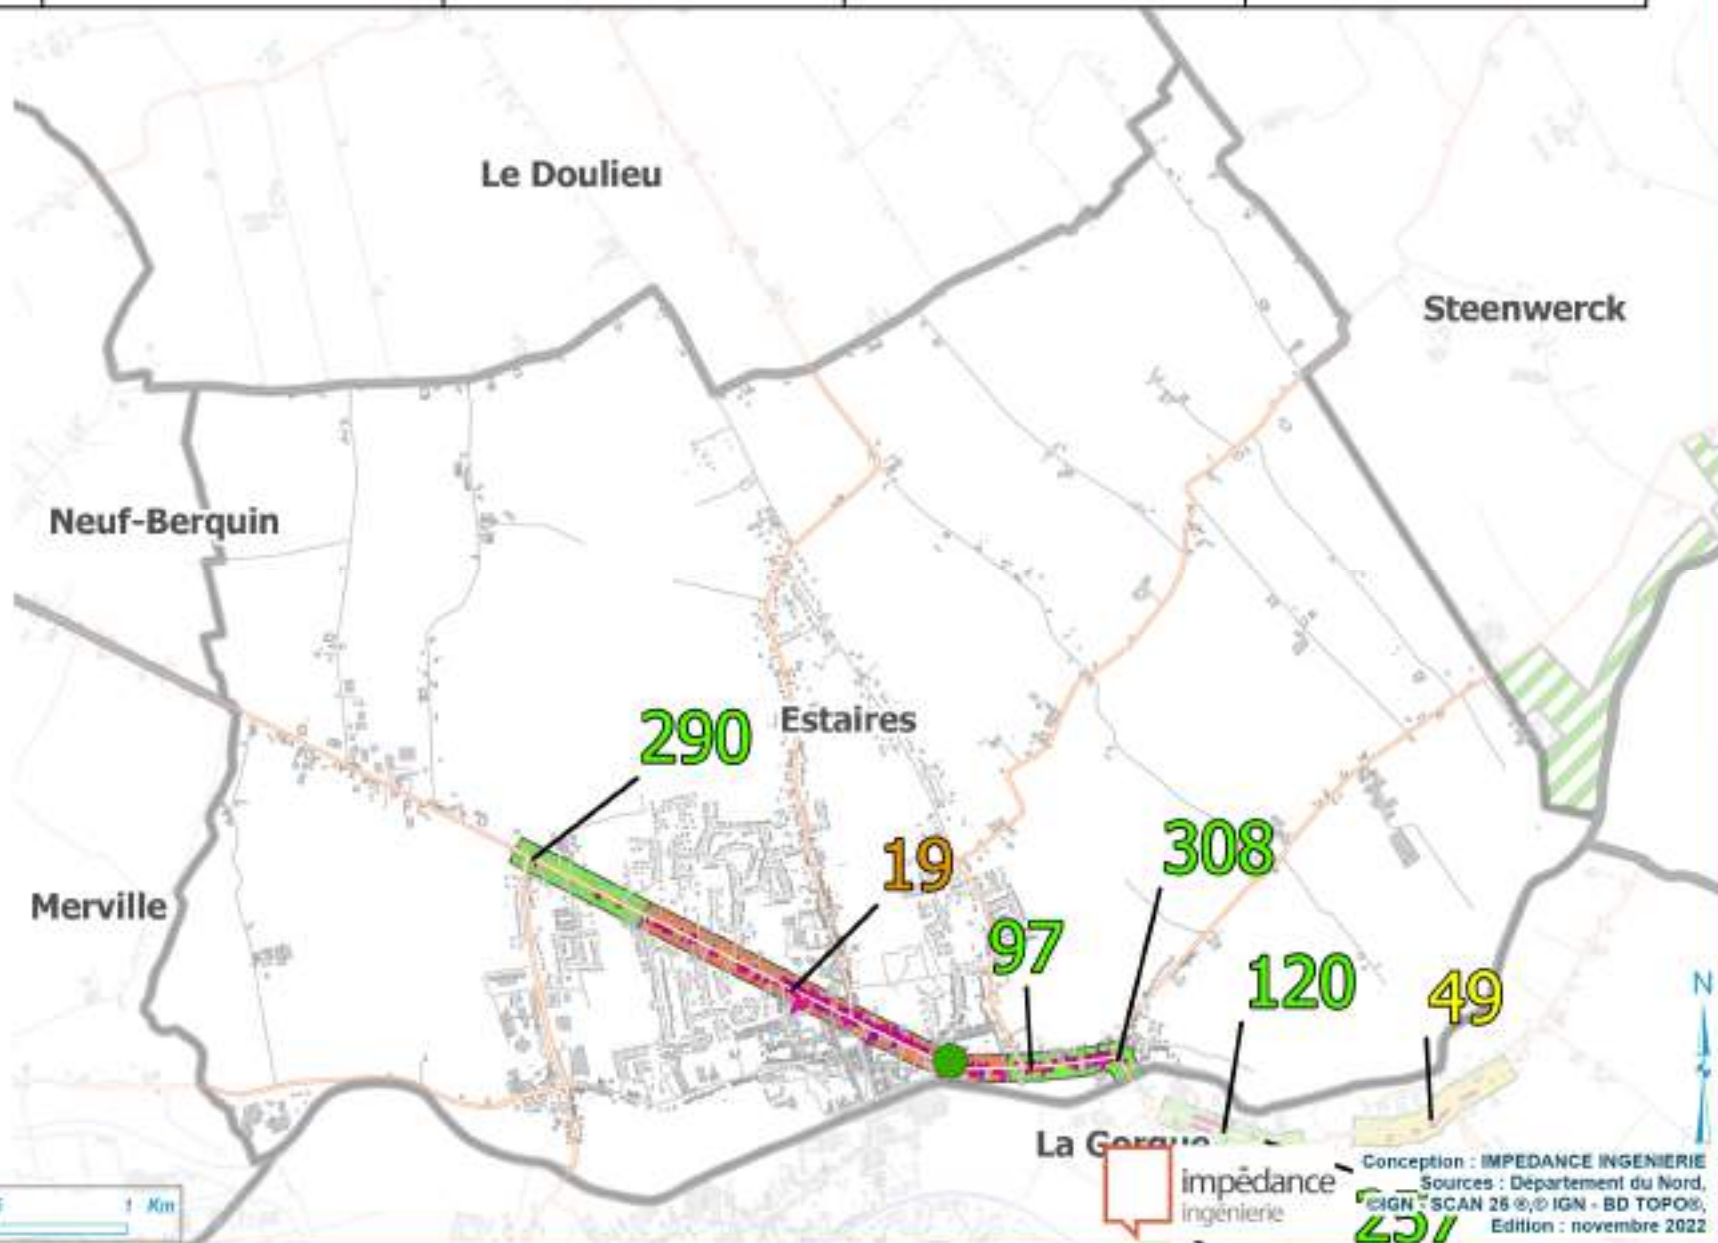 Le Doulieu
Steenwerck
Neuf-Berquin
290
Estaires
19
308
Merville
97
120
49
N
La Gorgue
impédance
ingénierie
Conception : IMPEDANCE INGENIERIE
Sources : Département du Nord,
©IGN - SCAN 25 ®,© IGN - BD TOPO®,
Edition : novembre 2022
257
1 Km